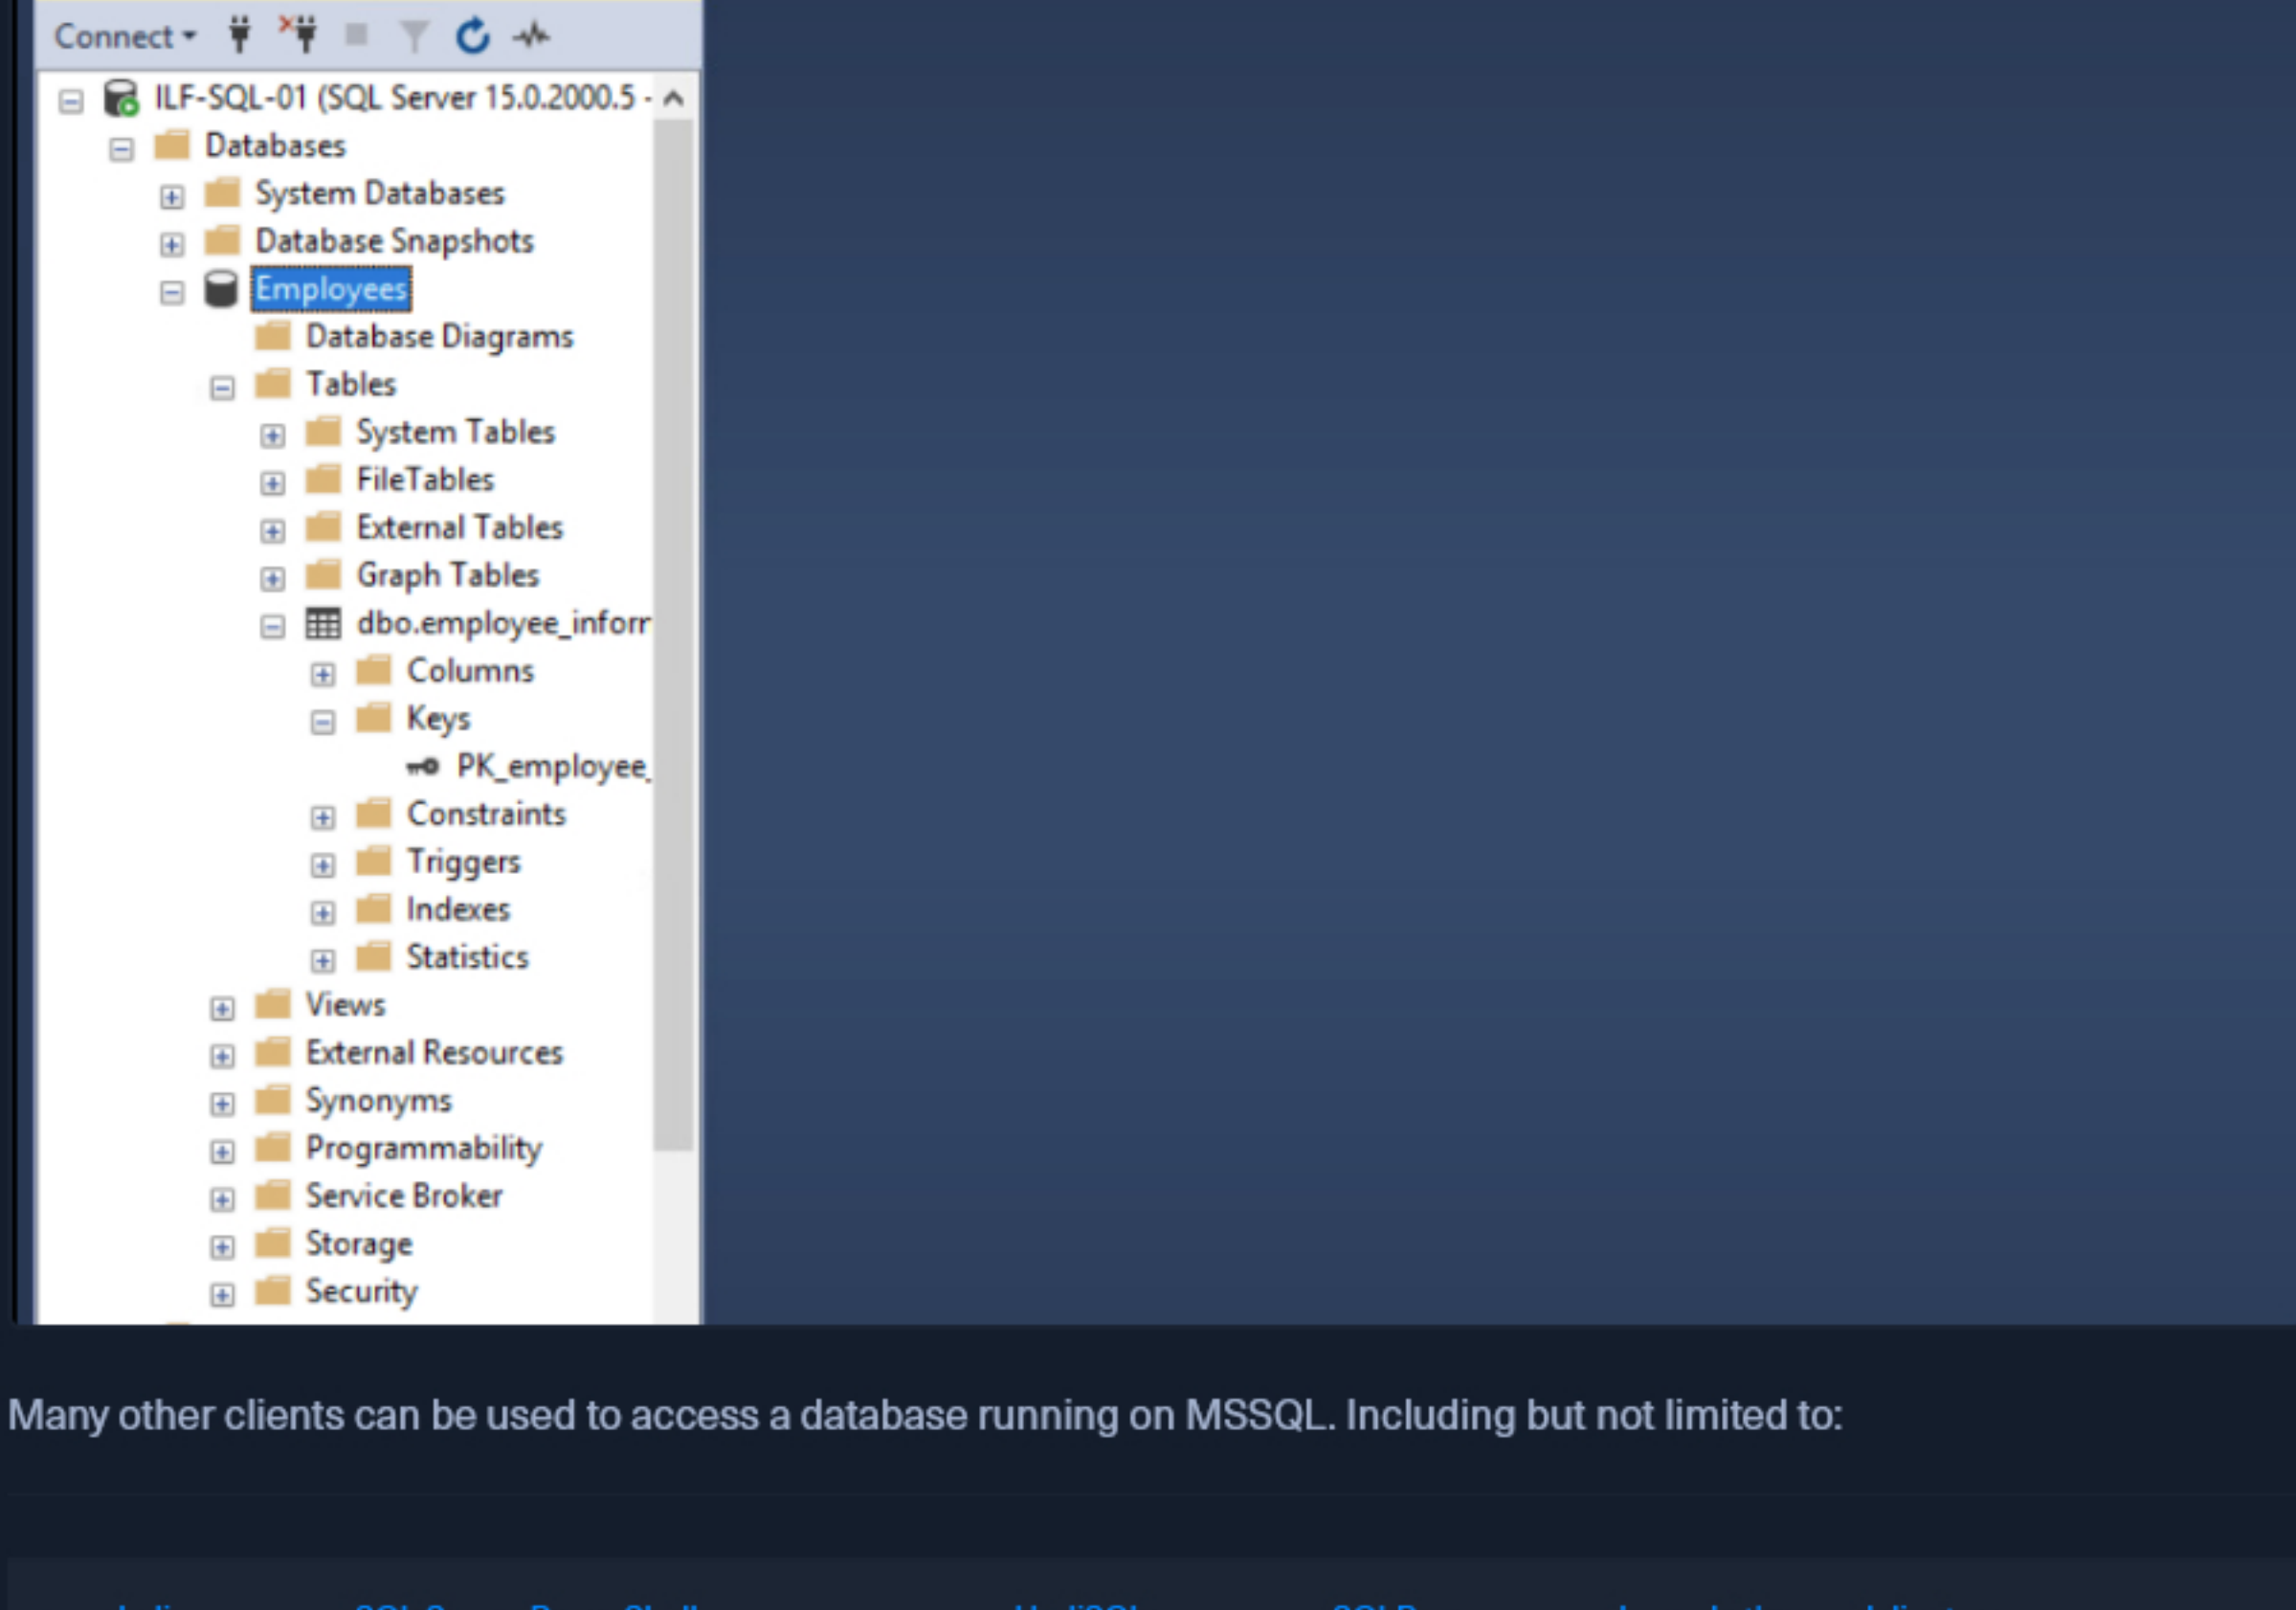 Connect
ILF-SQL-01 (SQL Server 15.0.2000.5 -
Databases
System Databases
Database Snapshots
Employees
Database Diagrams
Tables
System Tables
FileTables
External Tables
Graph Tables
dbo.employee_inform
Columns
Keys
PK_employee_
Constraints
Triggers
Indexes
Statistics
Views
External Resources
Synonyms
Programmability
Service Broker
Storage
Security
Many other clients can be used to access a database running on MSSQL. Including but not limited to: